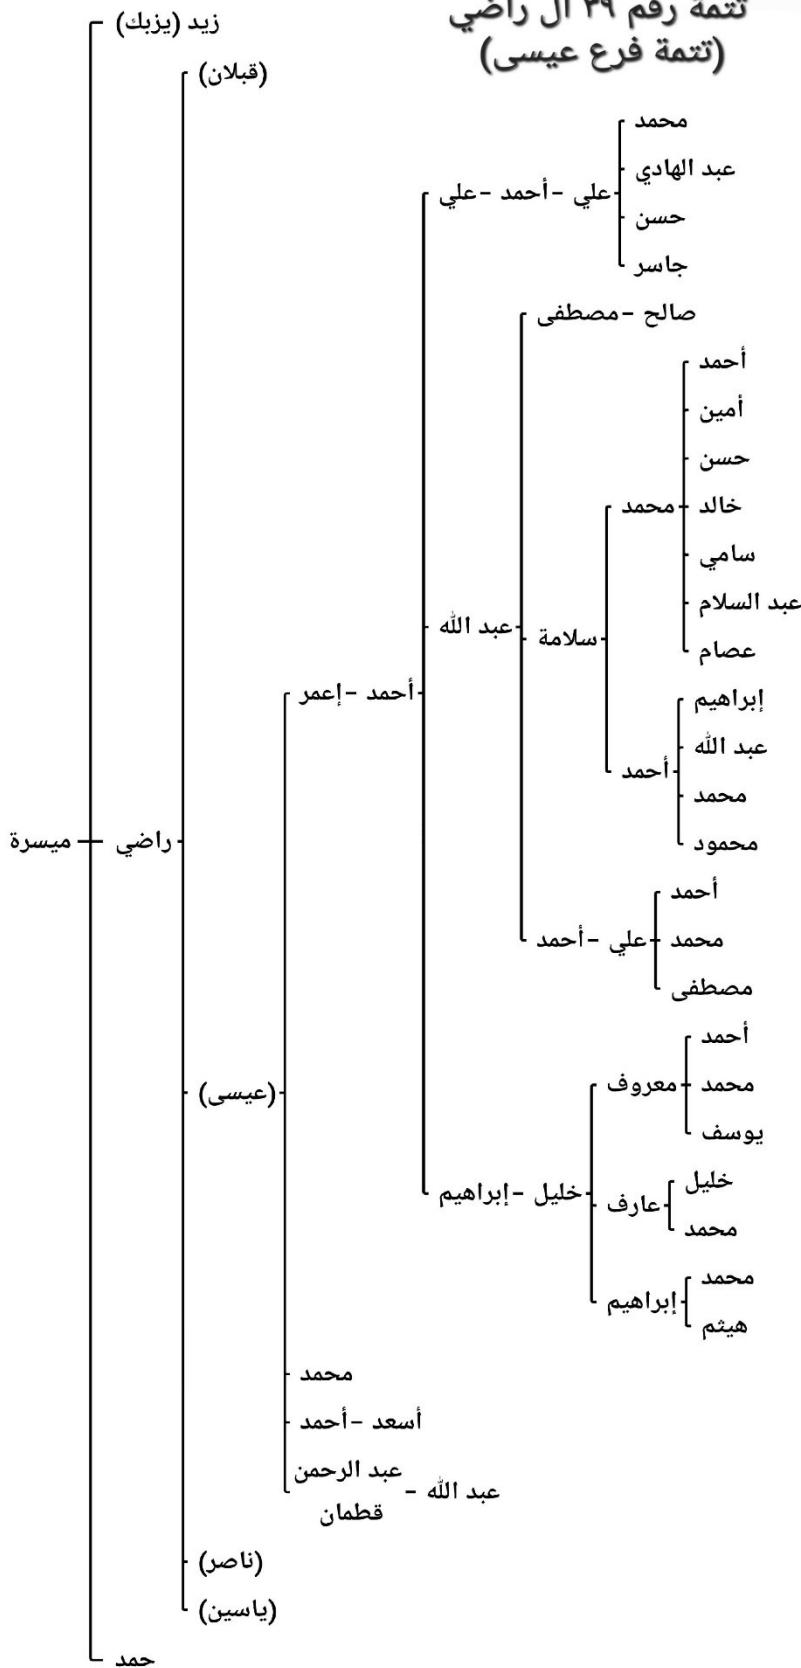 تتمة رقم ٣٩ آل راضي
(تتمة فرع عيسى)
زيد (يزبك)
(قبلان)
محمد
عبد الهادي
علي – أحمد – علي
حسن
جاسر
صالح – مصطفى
أحمد
أمين
حسن
محمد
خالد
سامي
عبد السلام
عبد الله
سلامة
عصام
أحمد – إعمر
إبراهيم
عبد الله
أحمد
محمد
ميسرة
راضي
محمود
أحمد
علي – أحمد
محمد
مصطفى
أحمد
(عيسى)
معروف
محمد
يوسف
خليل
خليل – إبراهيم
عارف
محمد
محمد
إبراهيم
هيثم
محمد
أسعد – أحمد
عبد الرحمن
عبد الله –
قطمان
(ناصر)
(ياسين)
حمد